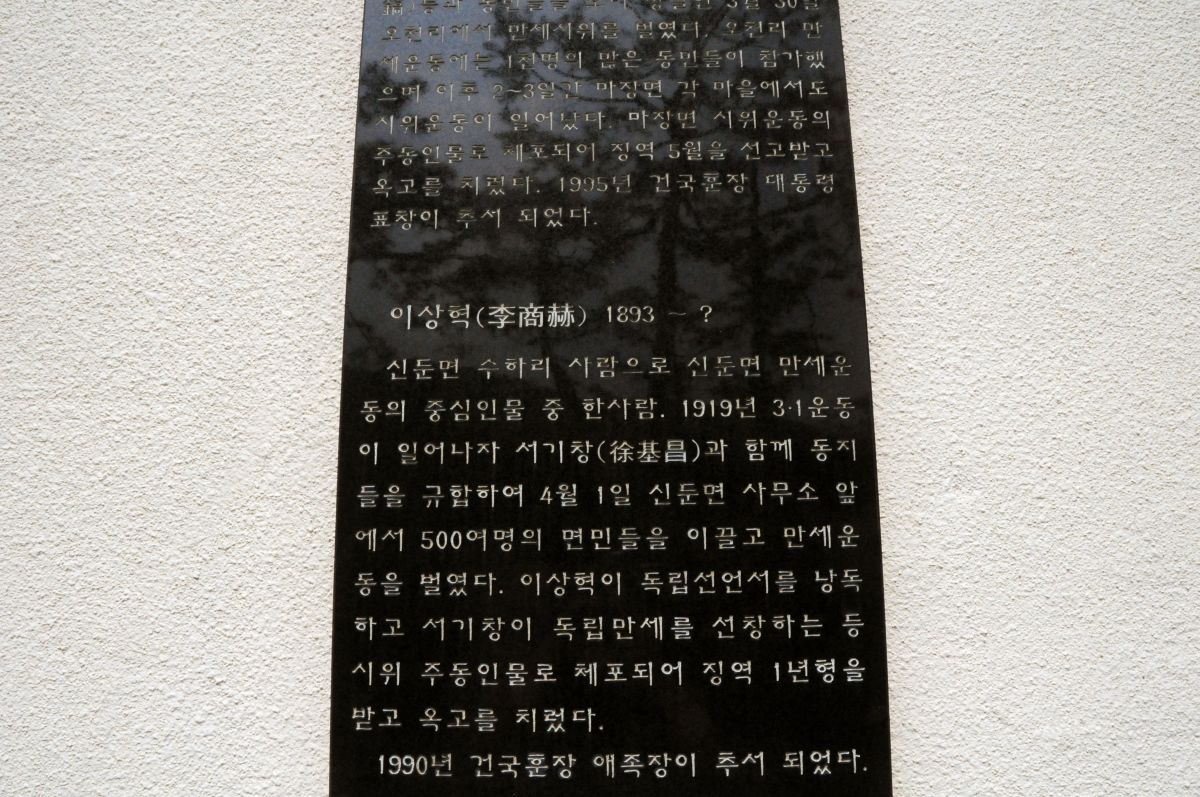 등과 동민들을 모아 3월 30일
오천리에서 만세시위를 벌였다. 오천리 만
세운동에는 1천명의 많은 동민들이 참가했
으며 이후 2~3일간 마장면 각 마을에서도
시위운동이 일어났다. 마장면 시위운동의
주동인물로 체포되어 징역 5월을 선고받고
옥고를 치렀다. 1995년 건국훈장 대통령
표창이 추서 되었다.
이상혁(李商赫) 1893 ~ ?
신둔면 수하리 사람으로 신둔면 만세운
동의 중심인물 중 한사람. 1919년 3·1운동
이 일어나자 서기창(徐基昌)과 함께 동지
들을 규합하여 4월 1일 신둔면 사무소 앞
에서 500여명의 면민들을 이끌고 만세운
동을 벌였다. 이상혁이 독립선언서를 낭독
하고 서기창이 독립만세를 선창하는 등
시위 주동인물로 체포되어 징역 1년형을
받고 옥고를 치렀다.
1990년 건국훈장 애족장이 추서 되었다.